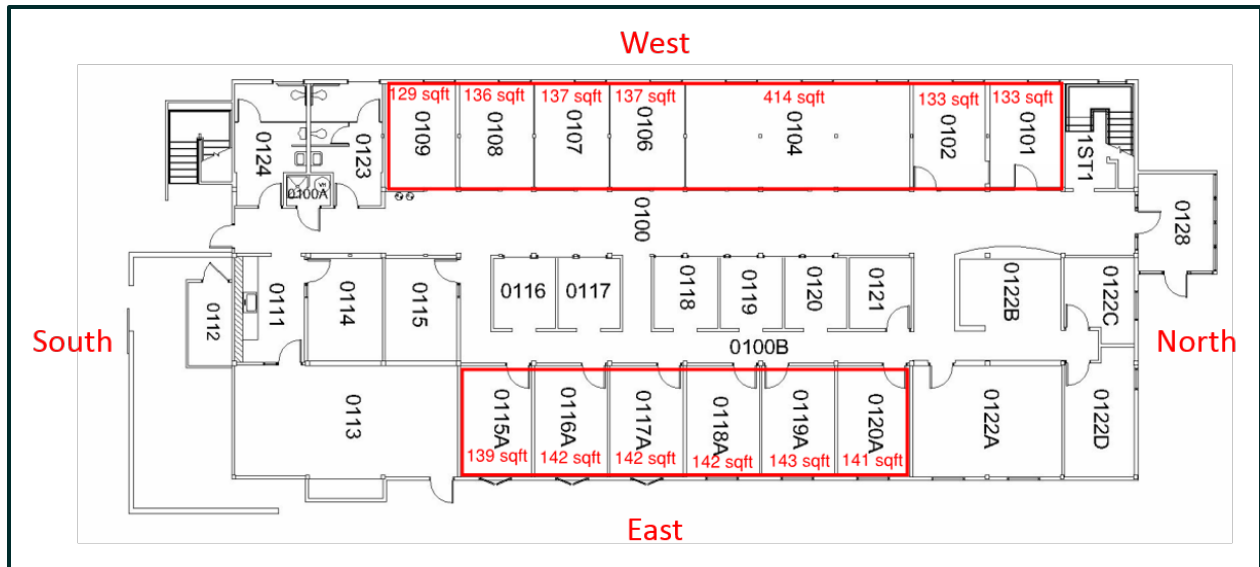 West
129 sqft
136 sqft
137 sqft
137 sqft
414 sqft
133 sqft
133 sqft
0124
0123
0109
0108
0107
0106
0104
0102
0101
1ST1
0100A
0100
0128
0112
0111
0114
0115
0116
0117
0118
0119
0120
0121
0122B
0122C
South
North
0100B
0113
0115A
0116A
0117A
0118A
0119A
0120A
0122A
0122D
139 sqft
142 sqft
142 sqft
142 sqft
143 sqft
141 sqft
East